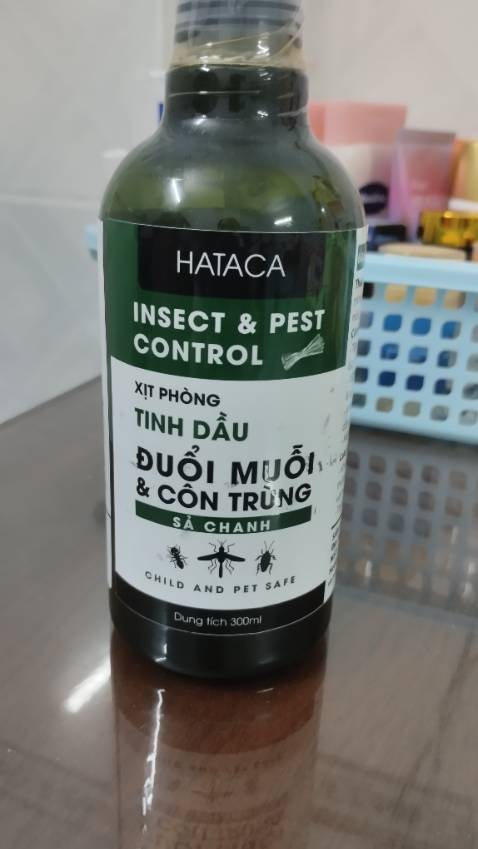 HATACA
INSECT & PEST
CONTROL
XỊT PHÒNG
TINH DẦU
ĐUỔI MUỖI
& CÔN TRÙNG
SẢ CHANH
CHILD AND PET SAFE
Dung tích 300ml